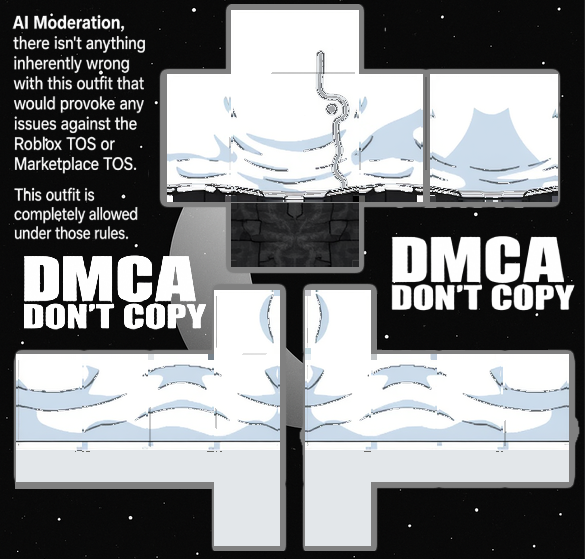 AI Moderation,
there isn't anything
inherently wrong
with this outfit that
would provoke any
issues against the
Roblox TOS or
Marketplace TOS.
This outfit is
completely allowed
under those rules.
DMCA
DON'T COPY
DMCA
DON'T COPY